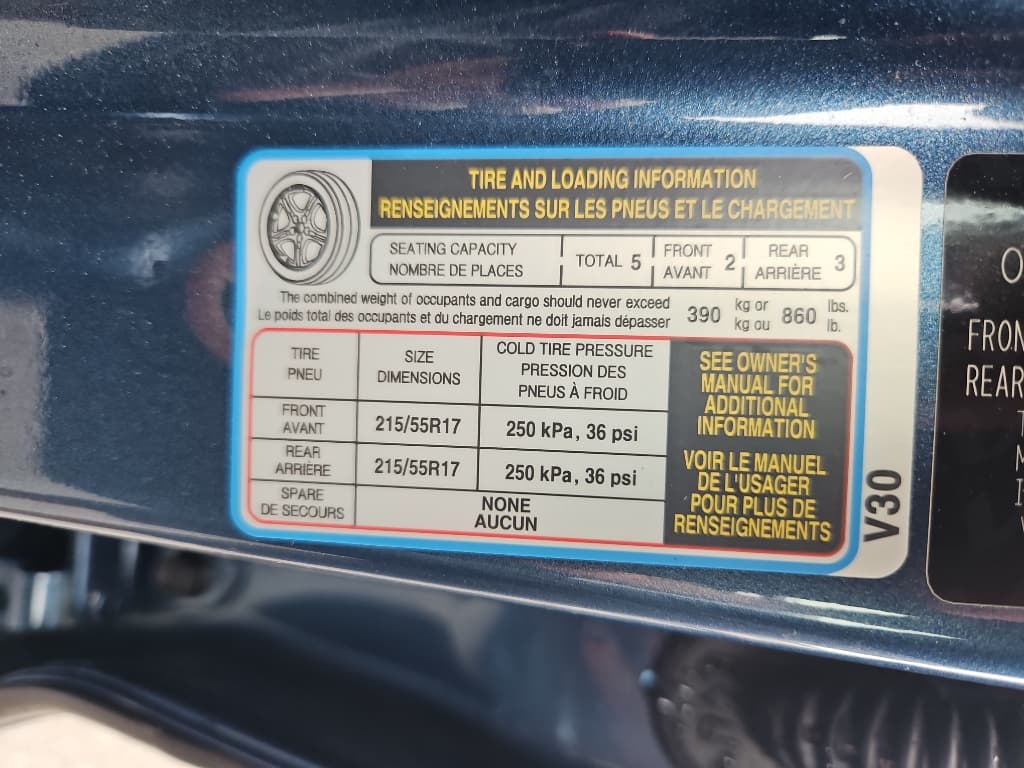 TIRE AND LOADING INFORMATION
RENSEIGNEMENTS SUR LES PNEUS ET LE CHARGEMENT
SEATING CAPACITY
NOMBRE DE PLACES
TOTAL 5
FRONT
AVANT
2
REAR
ARRIÈRE
3
The combined weight of occupants and cargo should never exceed
Le poids total des occupants et du chargement ne doit jamais dépasser
390
kg or
kg ou
860
lbs.
lb.
TIRE
PNEU
SIZE
DIMENSIONS
COLD TIRE PRESSURE
PRESSION DES
PNEUS À FROID
FRONT
AVANT
215/55R17
250 kPa, 36 psi
REAR
ARRIÈRE
215/55R17
250 kPa, 36 psi
SPARE
DE SECOURS
NONE
AUCUN
SEE OWNER'S
MANUAL FOR
ADDITIONAL
INFORMATION
VOIR LE MANUEL
DE L'USAGER
POUR PLUS DE
RENSEIGNEMENTS
V30
REAR